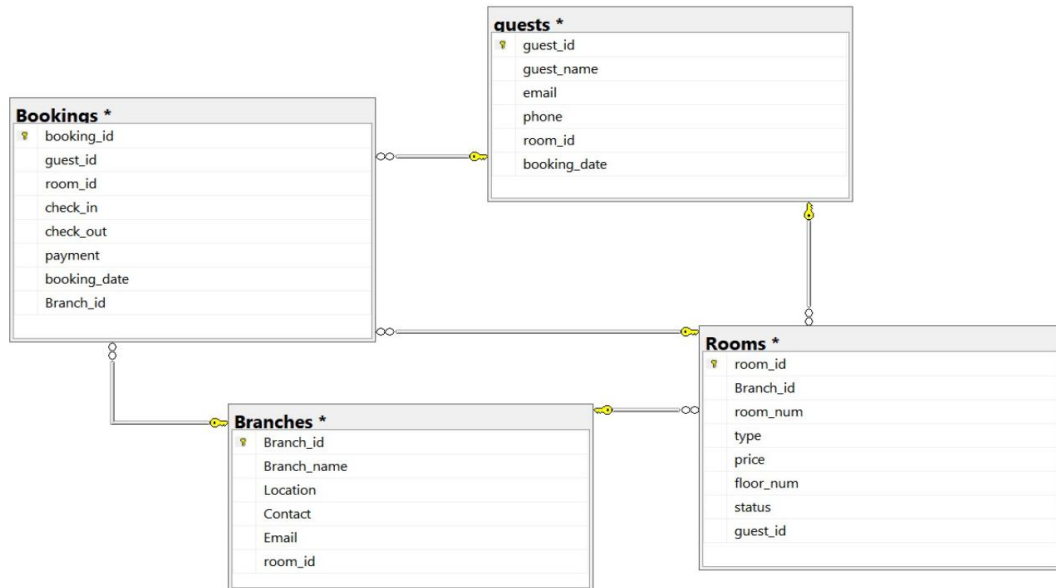 guests *
guest_id
guest_name
email
phone
room_id
booking_date
Bookings *
booking_id
guest_id
room_id
check_in
check_out
payment
booking_date
Branch_id
Rooms *
room_id
Branch_id
room_num
type
price
floor_num
status
guest_id
Branches *
Branch_id
Branch_name
Location
Contact
Email
room_id